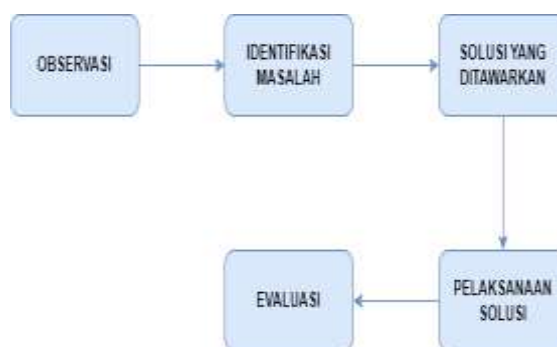 OBSERVASI
IDENTIFIKASI
MASALAH
SOLUSI YANG
DITAWARKAN
PELAKSANAAN
SOLUSI
EVALUASI